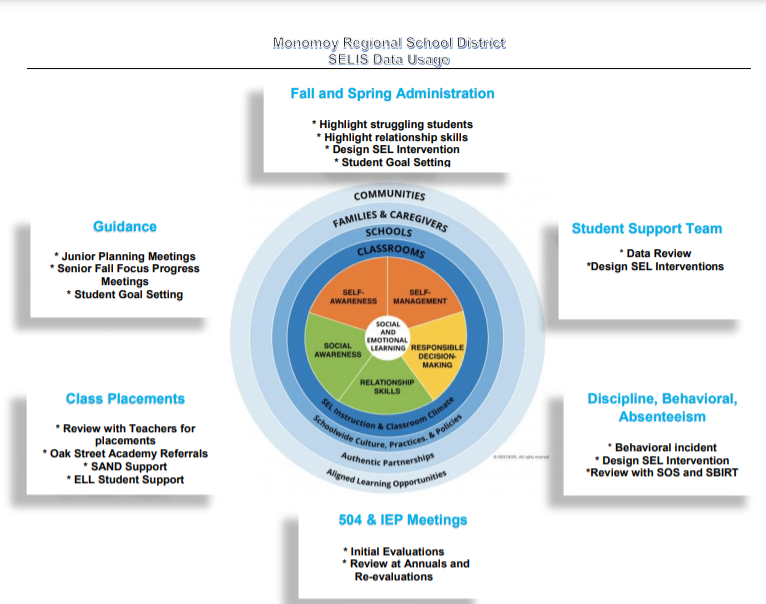 Monomoy Regional School District
SELIS Data Usage
Fall and Spring Administration
* Highlight struggling students
* Highlight relationship skills
* Design SEL Intervention
* Student Goal Setting
Guidance
* Junior Planning Meetings
* Senior Fall Focus Progress
Meetings
* Student Goal Setting
Student Support Team
* Data Review
*Design SEL Interventions
COMMUNITIES
FAMILIES & CAREGIVERS
SCHOOLS
CLASSROOMS
SELF-
AWARENESS
SELF-
MANAGEMENT
SOCIAL
AND
EMOTIONAL
LEARNING
SOCIAL
AWARENESS
RESPONSIBLE
DECISION-
MAKING
RELATIONSHIP
SKILLS
SEL Instruction & Classroom Climate
Schoolwide Culture, Practices, & Policies
Authentic Partnerships
Aligned Learning Opportunities
© 2020 CASEL. All rights reserved
Class Placements
* Review with Teachers for
placements
* Oak Street Academy Referrals
* SAND Support
* ELL Student Support
Discipline, Behavioral,
Absenteeism
* Behavioral incident
* Design SEL Intervention
*Review with SOS and SBIRT
504 & IEP Meetings
* Initial Evaluations
* Review at Annuals and
Re-evaluations